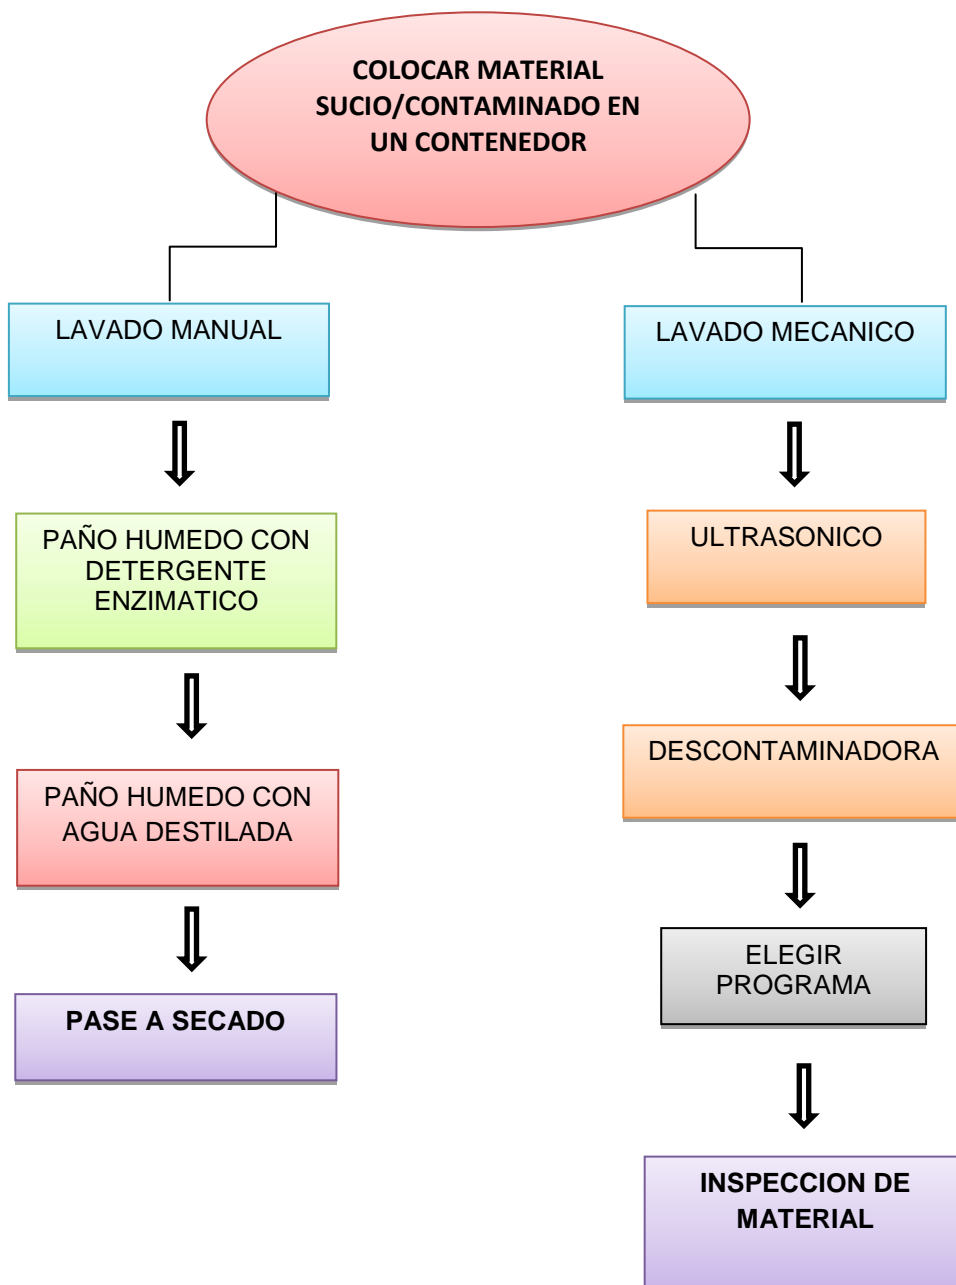 COLOCAR MATERIAL
SUCIO/CONTAMINADO EN
UN CONTENEDOR
LAVADO MANUAL
LAVADO MECANICO
PAÑO HUMEDO CON
DETERGENTE
ENZIMATICO
ULTRASONICO
PAÑO HUMEDO CON
AGUA DESTILADA
DESCONTAMINADORA
PASE A SECADO
ELEGIR
PROGRAMA
INSPECCION DE
MATERIAL